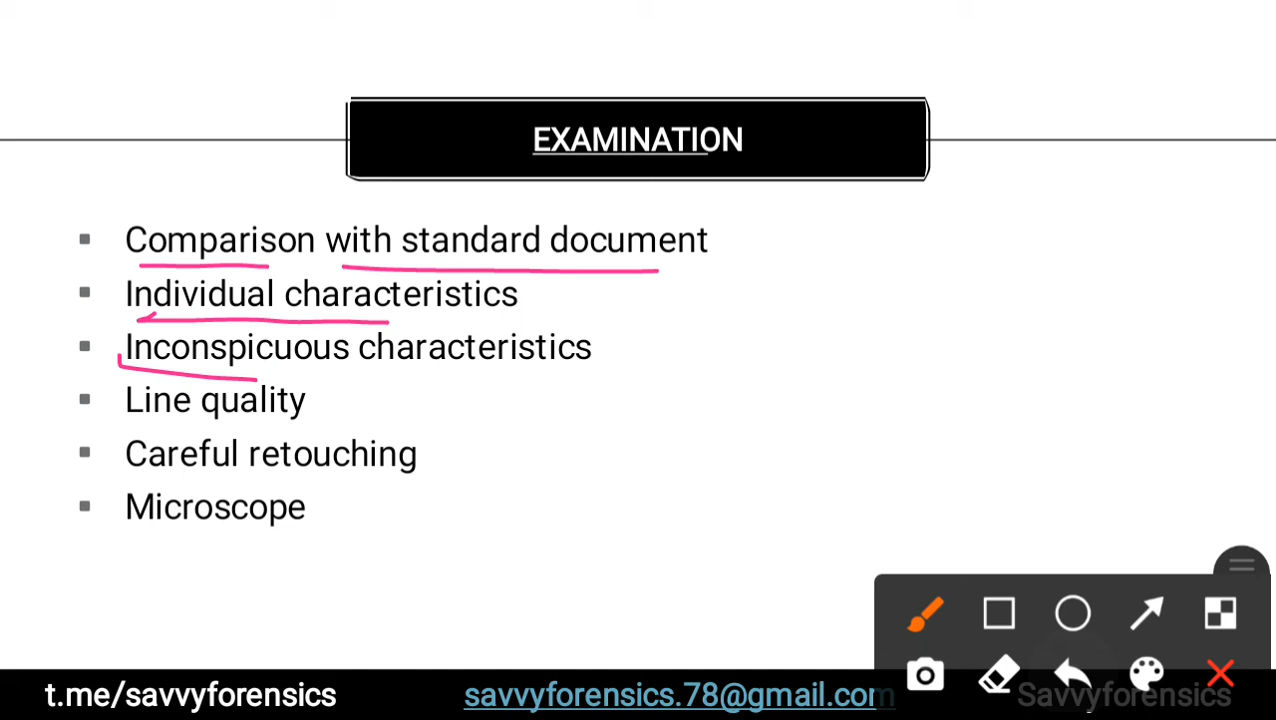 EXAMINATION
Comparison with standard document
Individual characteristics
Inconspicuous characteristics
Line quality
Careful retouching
Microscope
t.me/savvyforensics savvyforensics.78@gmail.com Savvyforensics